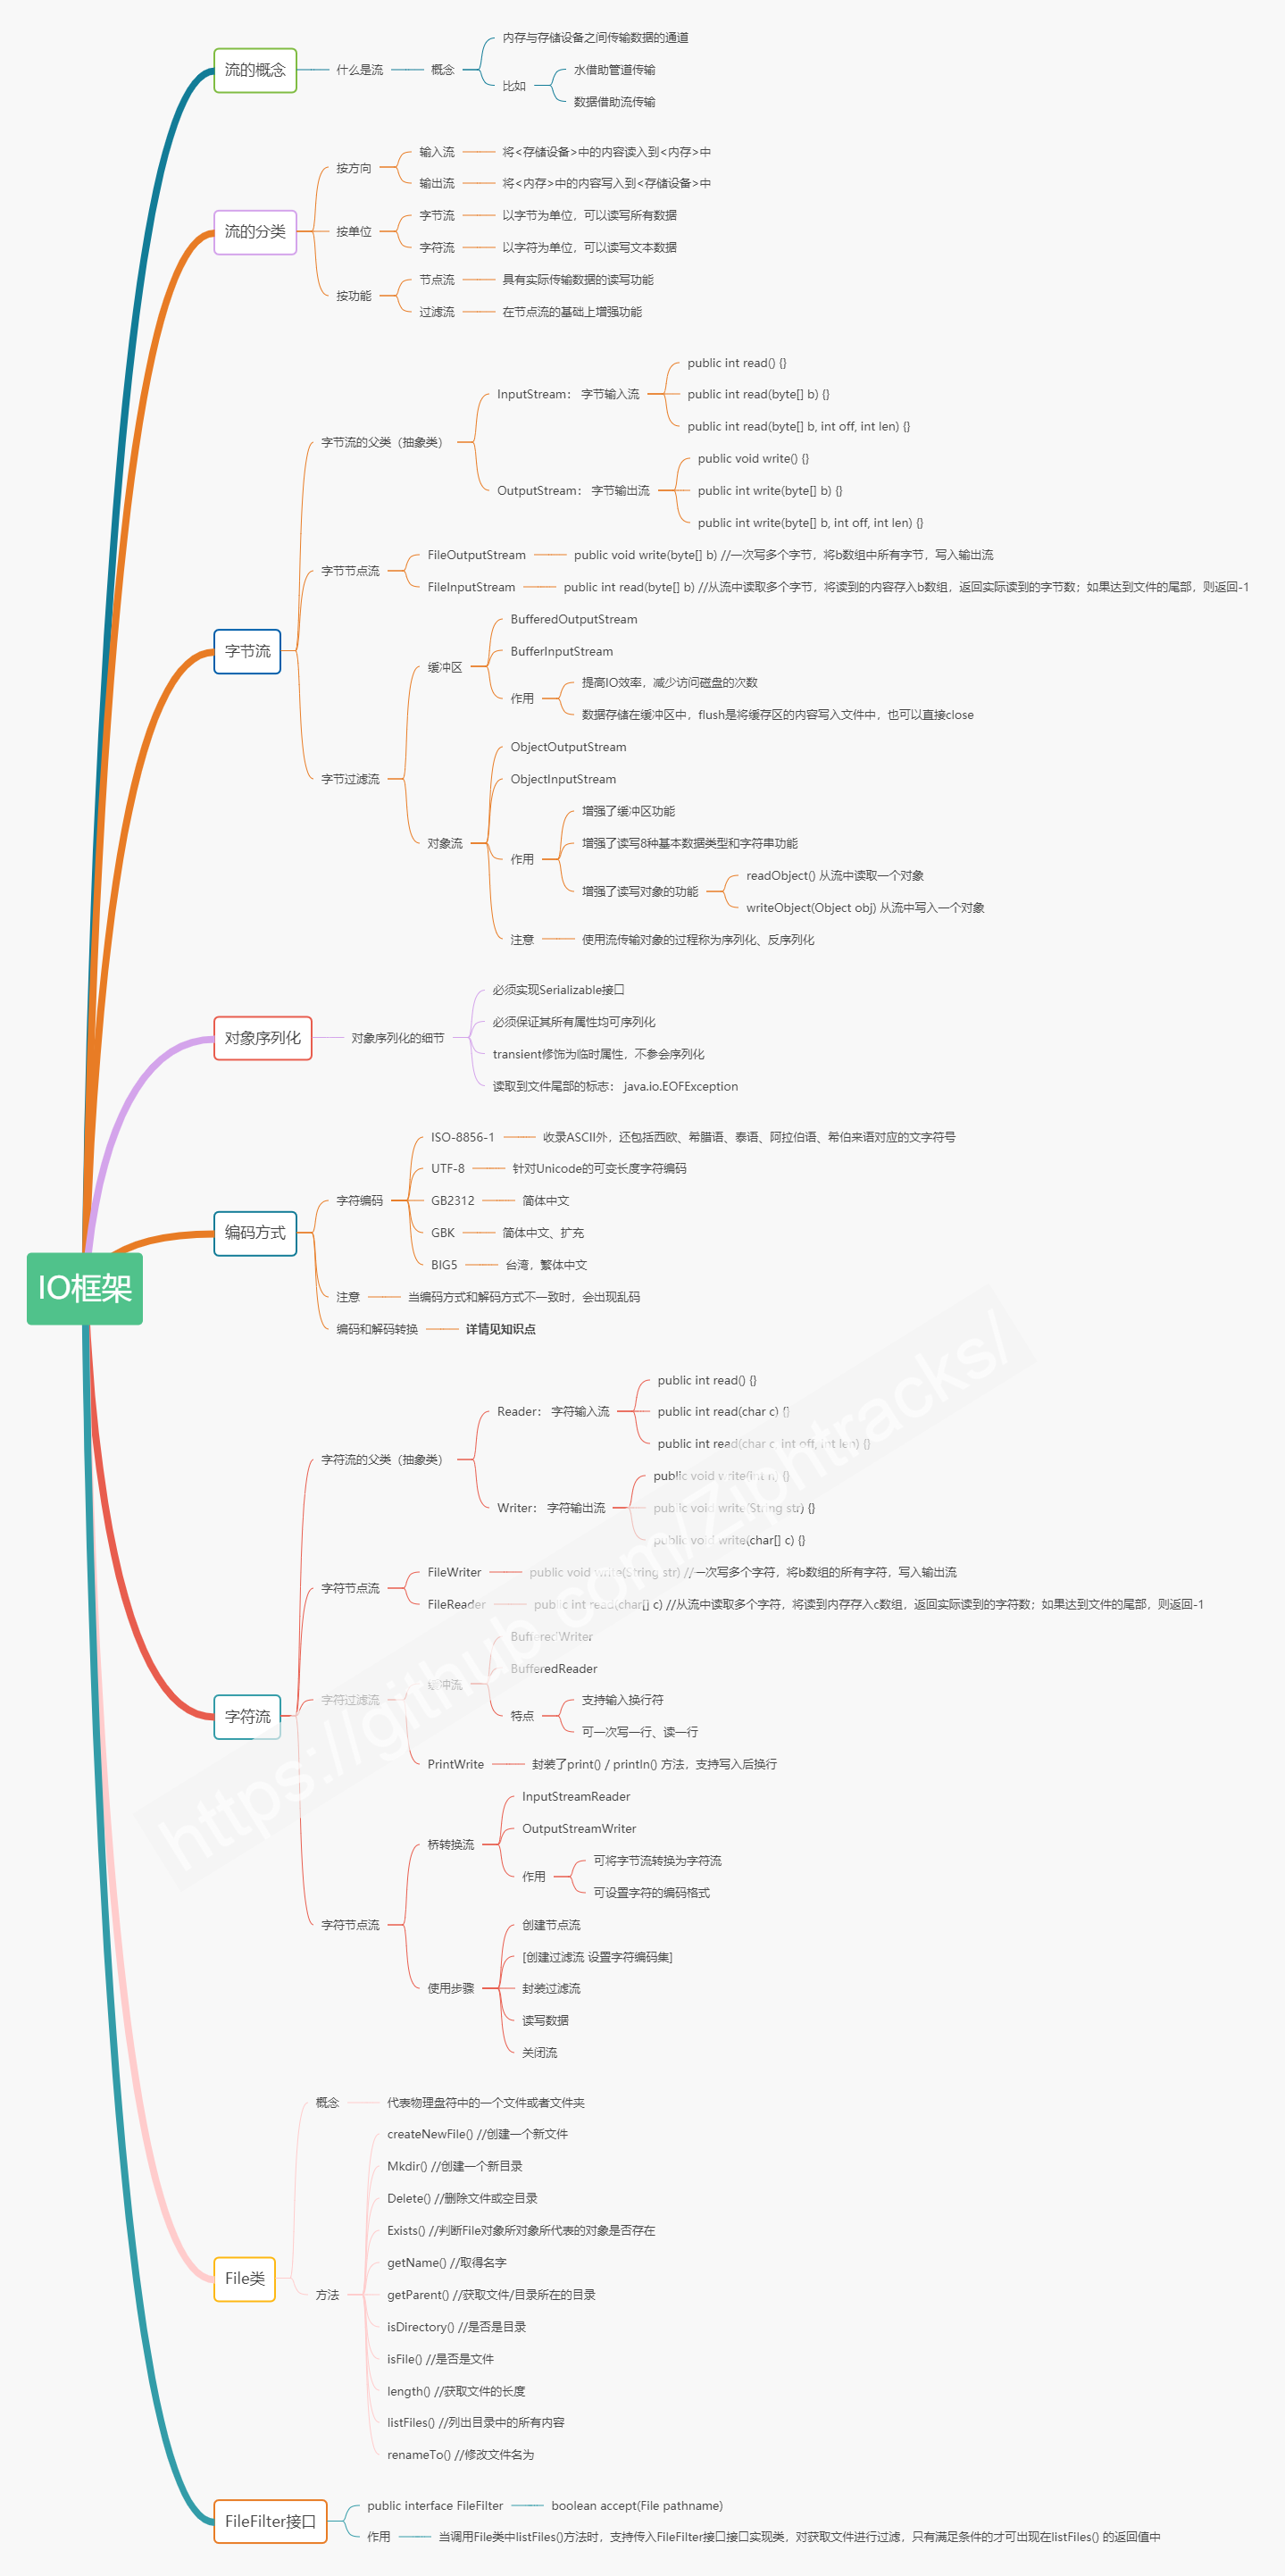 IO框架
流的概念
什么是流
概念
内存与存储设备之间传输数据的通道
比如
水借助管道传输
数据借助流传输
流的分类
按方向
输入流
将<存储设备>中的内容读入到<内存>中
输出流
将<内存>中的内容写入到<存储设备>中
按单位
字节流
以字节为单位，可以读写所有数据
字符流
以字符为单位，可以读写文本数据
按功能
节点流
具有实际传输数据的读写功能
过滤流
在节点流的基础上增强功能
字节流
字节流的父类（抽象类）
InputStream： 字节输入流
public int read() {}
public int read(byte[] b) {}
public int read(byte[] b, int off, int len) {}
OutputStream： 字节输出流
public void write() {}
public int write(byte[] b) {}
public int write(byte[] b, int off, int len) {}
字节节点流
FileOutputStream
public void write(byte[] b) //一次写多个字节，将b数组中所有字节，写入输出流
FileInputStream
public int read(byte[] b) //从流中读取多个字节，将读到的内容存入b数组，返回实际读到的字节数；如果达到文件的尾部，则返回-1
字节过滤流
缓冲区
BufferedOutputStream
BufferInputStream
作用
提高IO效率，减少访问磁盘的次数
数据存储在缓冲区中，flush是将缓存区的内容写入文件中，也可以直接close
对象流
ObjectOutputStream
ObjectInputStream
作用
增强了缓冲区功能
增强了读写8种基本数据类型和字符串功能
增强了读写对象的功能
readObject() 从流中读取一个对象
writeObject(Object obj) 从流中写入一个对象
注意
使用流传输对象的过程称为序列化、反序列化
对象序列化
对象序列化的细节
必须实现Serializable接口
必须保证其所有属性均可序列化
transient修饰为临时属性，不参会序列化
读取到文件尾部的标志： java.io.EOFException
编码方式
字符编码
ISO-8856-1
收录ASCII外，还包括西欧、希腊语、泰语、阿拉伯语、希伯来语对应的文字符号
UTF-8
针对Unicode的可变长度字符编码
GB2312
简体中文
GBK
简体中文、扩充
BIG5
台湾，繁体中文
注意
当编码方式和解码方式不一致时，会出现乱码
编码和解码转换
详情见知识点
字符流
字符流的父类（抽象类）
Reader： 字符输入流
public int read() {}
public int read(char c) {}
public int read(char c, int off, int len) {}
Writer： 字符输出流
public void write(int n) {}
public void write(String str) {}
public void write(char[] c) {}
字符节点流
FileWriter
public void write(String str) //一次写多个字符，将b数组的所有字符，写入输出流
FileReader
public int read(char[] c) //从流中读取多个字符，将读到内存存入c数组，返回实际读到的字符数；如果达到文件的尾部，则返回-1
字符过滤流
缓冲流
BufferedWriter
BufferedReader
特点
支持输入换行符
可一次写一行、读一行
PrintWrite
封装了print() / println() 方法，支持写入后换行
字符节点流
桥转换流
InputStreamReader
OutputStreamWriter
作用
可将字节流转换为字符流
可设置字符的编码格式
使用步骤
创建节点流
[创建过滤流 设置字符编码集]
封装过滤流
读写数据
关闭流
File类
概念
代表物理盘符中的一个文件或者文件夹
方法
createNewFile() //创建一个新文件
Mkdir() //创建一个新目录
Delete() //删除文件或空目录
Exists() //判断File对象所对象所代表的对象是否存在
getName() //取得名字
getParent() //获取文件/目录所在的目录
isDirectory() //是否是目录
isFile() //是否是文件
length() //获取文件的长度
listFiles() //列出目录中的所有内容
renameTo() //修改文件名为
FileFilter接口
public interface FileFilter
boolean accept(File pathname)
作用
当调用File类中listFiles()方法时，支持传入FileFilter接口接口实现类，对获取文件进行过滤，只有满足条件的才可出现在listFiles() 的返回值中
https://github.com/Ziphtracks/